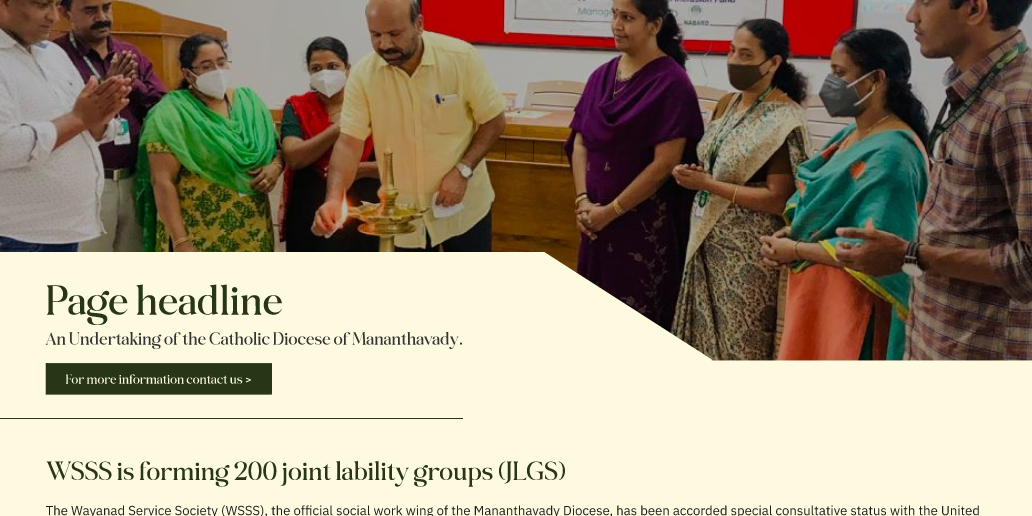 Manag
NABARD
Page headline
An Undertaking of the Catholic Diocese of Mananthavady.
For more information contact us >
WSSS is forming 200 joint lability groups (JLGS)
The Wayanad Service Society (WSSS), the official social work wing of the Mananthavady Diocese, has been accorded special consultative status with the United